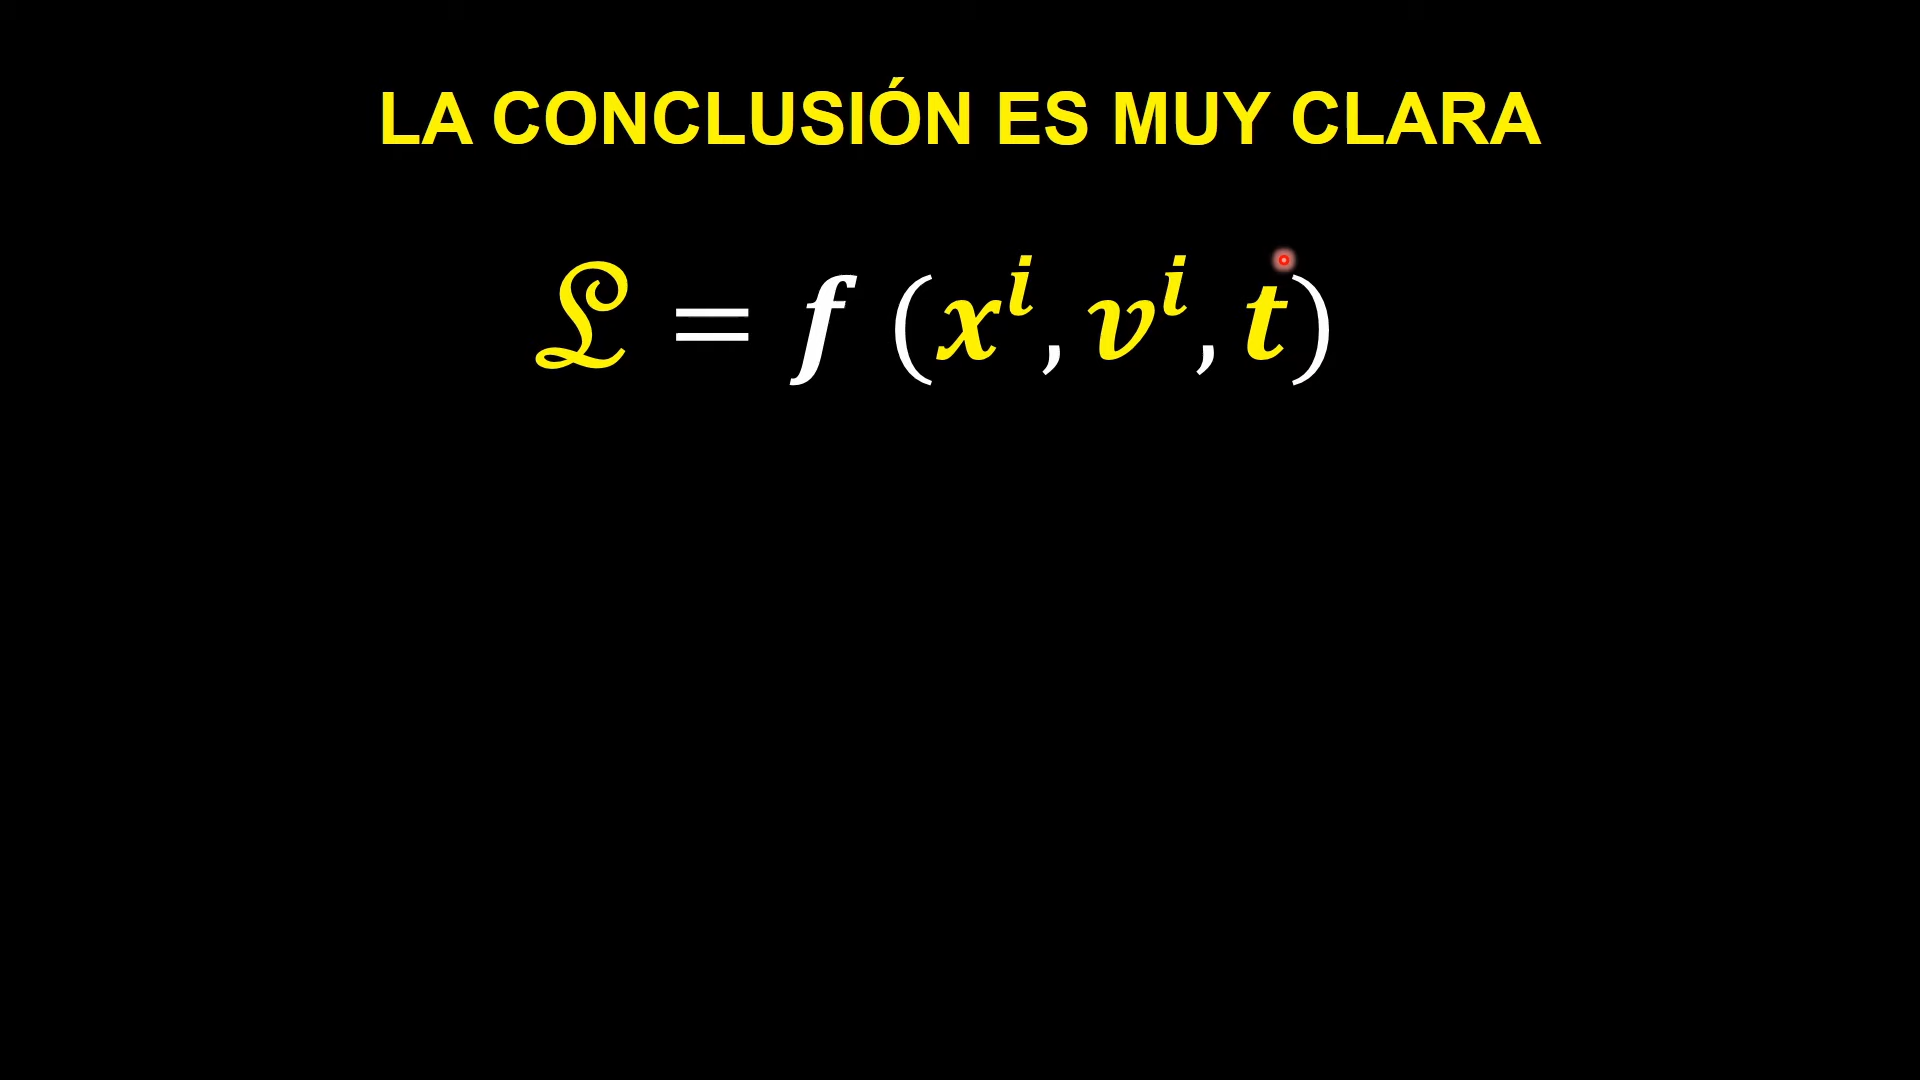 LA CONCLUSIÓN ES MUY CLARA
ℒ = f (xⁱ, vⁱ, t)